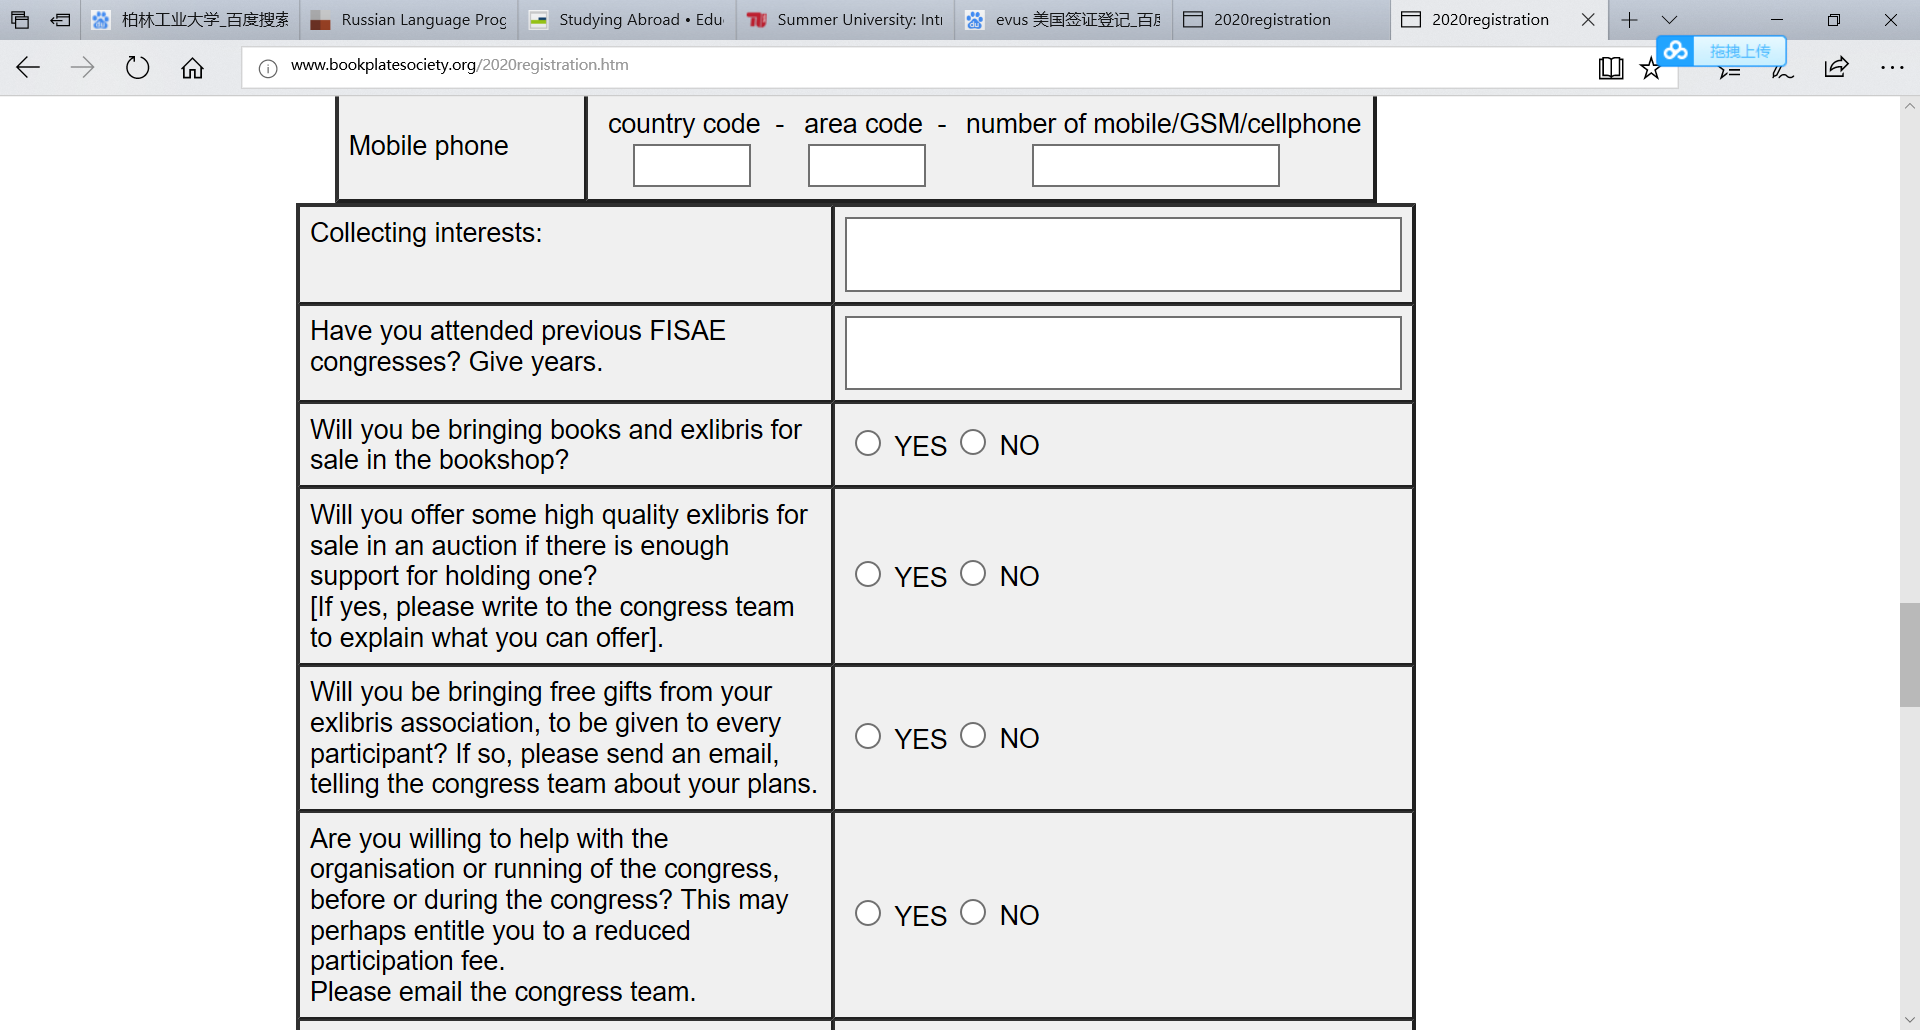 柏林工业大学_百度搜索
Russian Language Prog
Studying Abroad • Edu
Summer University: Int
evus 美国签证登记_百度
2020registration
2020registration
www.bookplatesociety.org/2020registration.htm
拖拽上传
country code - area code - number of mobile/GSM/cellphone
Mobile phone
Collecting interests:
Have you attended previous FISAE
congresses? Give years.
Will you be bringing books and exlibris for
sale in the bookshop?
YES NO
Will you offer some high quality exlibris for
sale in an auction if there is enough
support for holding one?
[If yes, please write to the congress team
to explain what you can offer].
YES NO
Will you be bringing free gifts from your
exlibris association, to be given to every
participant? If so, please send an email,
telling the congress team about your plans.
YES NO
Are you willing to help with the
organisation or running of the congress,
before or during the congress? This may
perhaps entitle you to a reduced
participation fee.
Please email the congress team.
YES NO